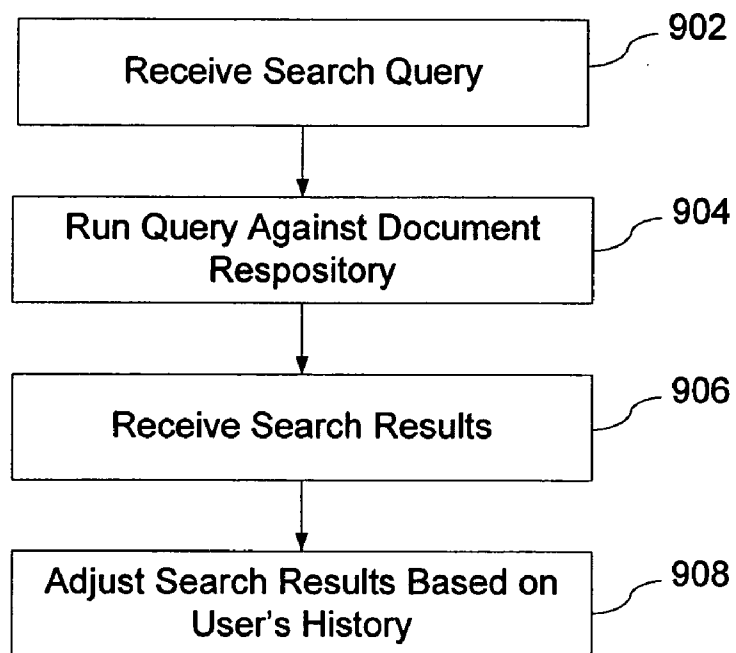 902
Receive Search Query
904
Run Query Against Document
Respository
906
Receive Search Results
908
Adjust Search Results Based on
User's History